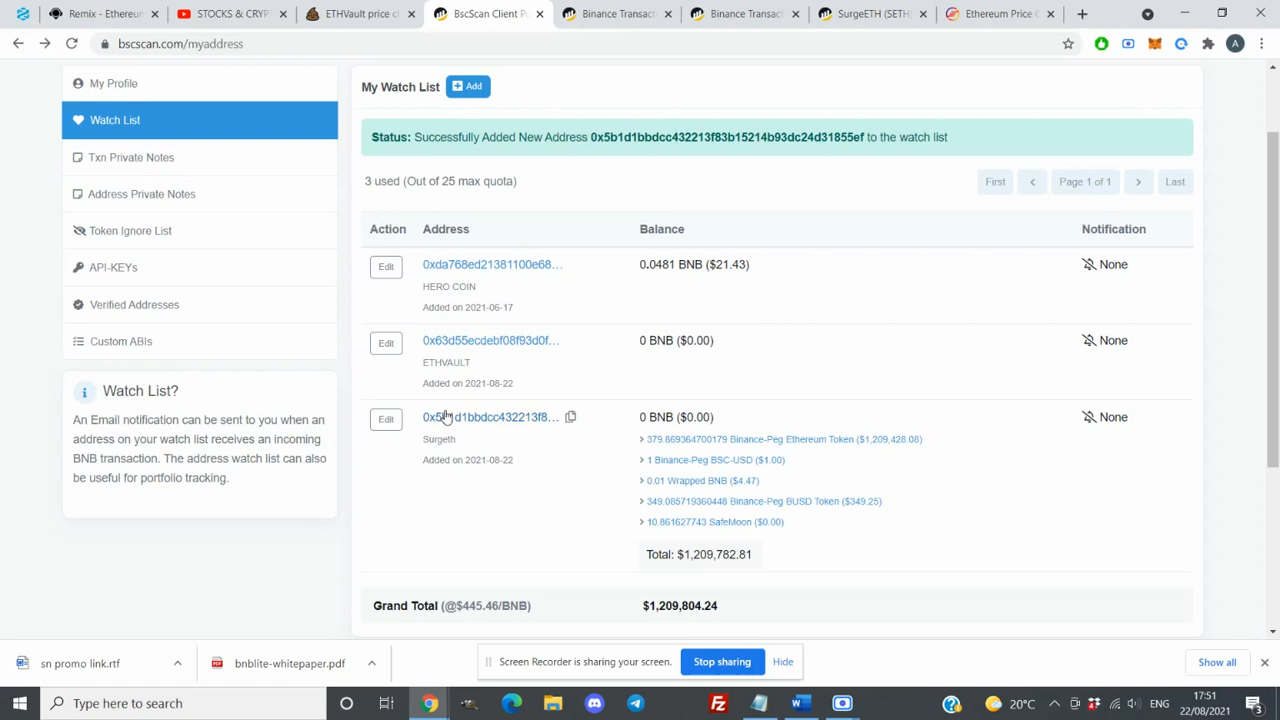 Remix - Ethereum
STOCKS & CRYPT
ETHVault price c
BscScan Client Po
Binance Transact
Binance Transac
SurgeETH (SETH)
Ethereum Price C
bscscan.com/myaddress
A
My Profile
Watch List
Txn Private Notes
Address Private Notes
Token Ignore List
API-KEYs
Verified Addresses
Custom ABIs
Watch List?
An Email notification can be sent to you when an
address on your watch list receives an incoming
BNB transaction. The address watch list can also
be useful for portfolio tracking.
My Watch List
Add
Status: Successfully Added New Address 0x5b1d1bbdcc432213f83b15214b93dc24d31855ef to the watch list
3 used (Out of 25 max quota)
First
Page 1 of 1
Last
Action Address Balance Notification
Edit 0xda768ed21381100e68... 0.0481 BNB ($21.43) None
HERO COIN
Added on 2021-06-17
Edit 0x63d55ecdebf08f93d0f... 0 BNB ($0.00) None
ETHVAULT
Added on 2021-08-22
Edit 0x5b1d1bbdcc432213f8... 0 BNB ($0.00) None
Surgeth
Added on 2021-08-22
379.869364700179 Binance-Peg Ethereum Token ($1,209,428.08)
1 Binance-Peg BSC-USD ($1.00)
0.01 Wrapped BNB ($4.47)
349.085719360448 Binance-Peg BUSD Token ($349.25)
10.861627743 SafeMoon ($0.00)
Total: $1,209,782.81
Grand Total (@$445.46/BNB) $1,209,804.24
sn promo link.rtf
bnblite-whitepaper.pdf
Screen Recorder is sharing your screen.
Stop sharing
Hide
Show all
Type here to search
20°C
ENG
17:51
22/08/2021
3